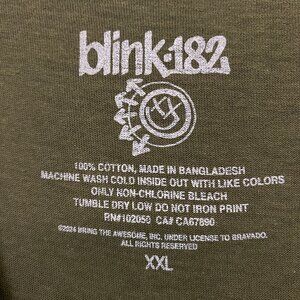 blink-182
100% COTTON, MADE IN BANGLADESH
MACHINE WASH COLD INSIDE OUT WITH LIKE COLORS
ONLY NON-CHLORINE BLEACH
TUMBLE DRY LOW DO NOT IRON PRINT
RN#102050 CA# CA67890
©2024 BRING THE AWESOME, INC. UNDER LICENSE TO BRAVADO.
ALL RIGHTS RESERVED
XXL